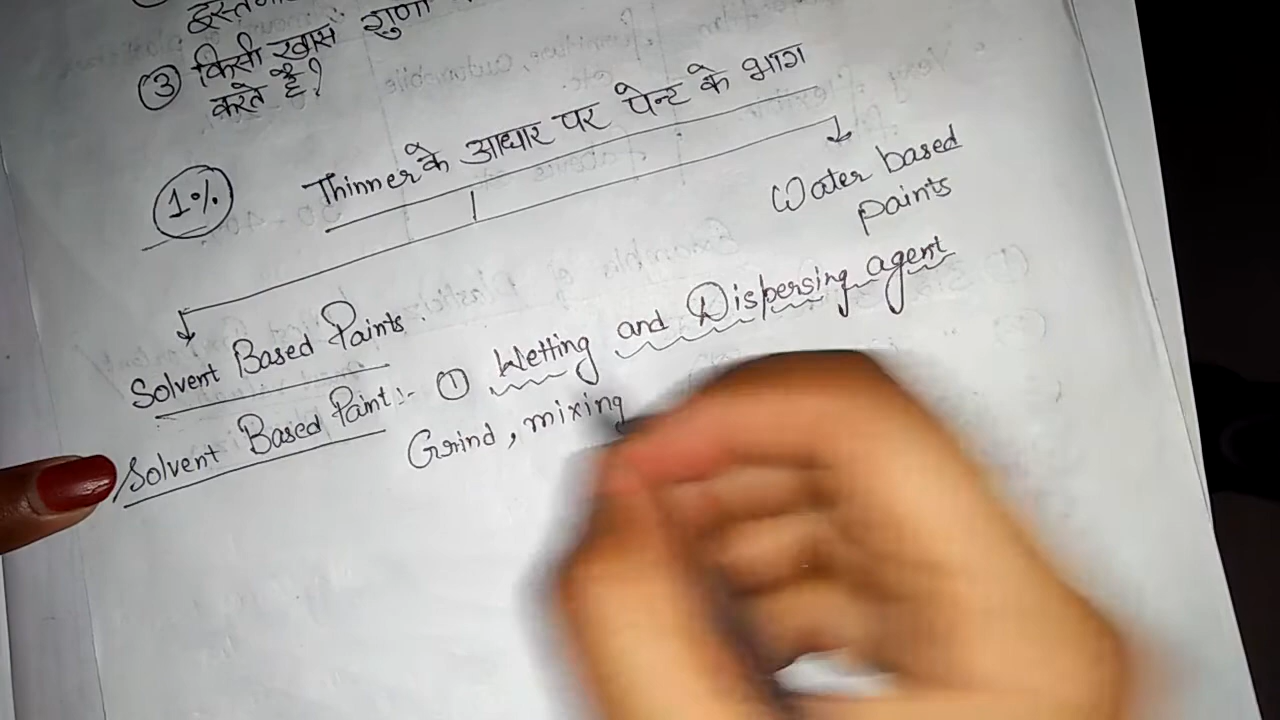 ③ किसी खास गुणों
करते है?
1%
Thinner के आधार पर पेन्ट के भाग
Water based
paints
Solvent Based Paints.
Solvent Based Paint:- ① Wetting and Dispersing agent
Grind, mixing